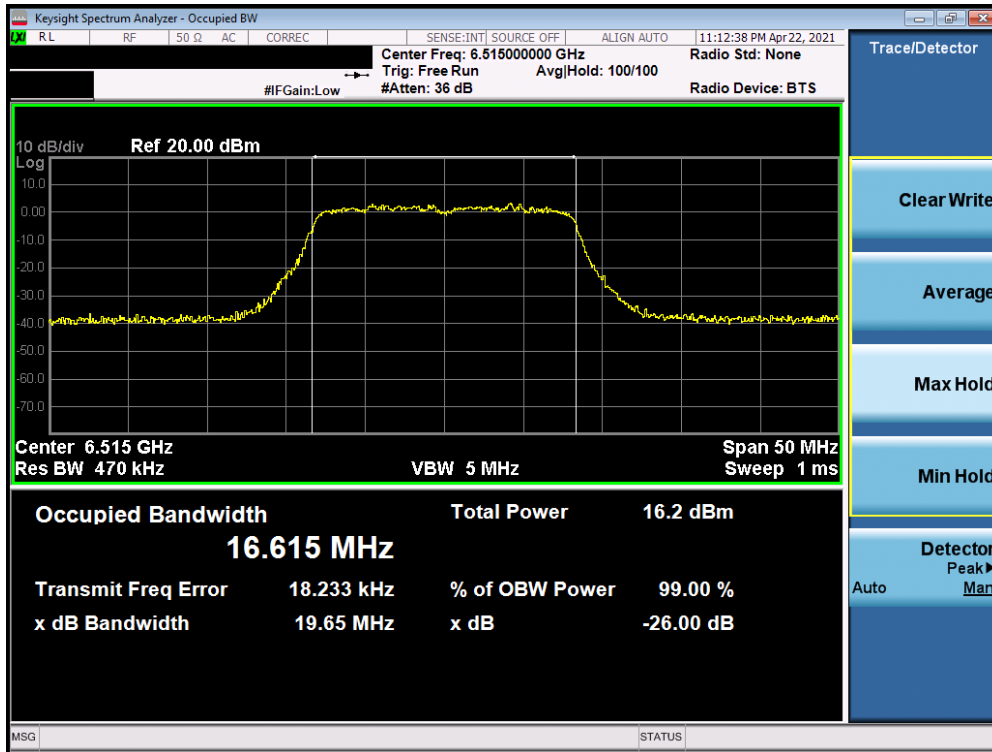 Keysight Spectrum Analyzer - Occupied BW
LXI RL RF 50 Ω AC CORREC SENSE:INT SOURCE OFF ALIGN AUTO 11:12:38 PM Apr 22, 2021
Center Freq: 6.515000000 GHz Radio Std: None
Trig: Free Run Avg|Hold: 100/100
#IFGain:Low #Atten: 36 dB Radio Device: BTS
10 dB/div Ref 20.00 dBm
Log
10.0
0.00
-10.0
-20.0
-30.0
-40.0
-50.0
-60.0
-70.0
Center 6.515 GHz Span 50 MHz
Res BW 470 kHz VBW 5 MHz Sweep 1 ms
Occupied Bandwidth Total Power 16.2 dBm
16.615 MHz
Transmit Freq Error 18.233 kHz % of OBW Power 99.00 %
x dB Bandwidth 19.65 MHz x dB -26.00 dB
MSG STATUS
Trace/Detector
Clear Write
Average
Max Hold
Min Hold
Detector
Peak
Auto Man